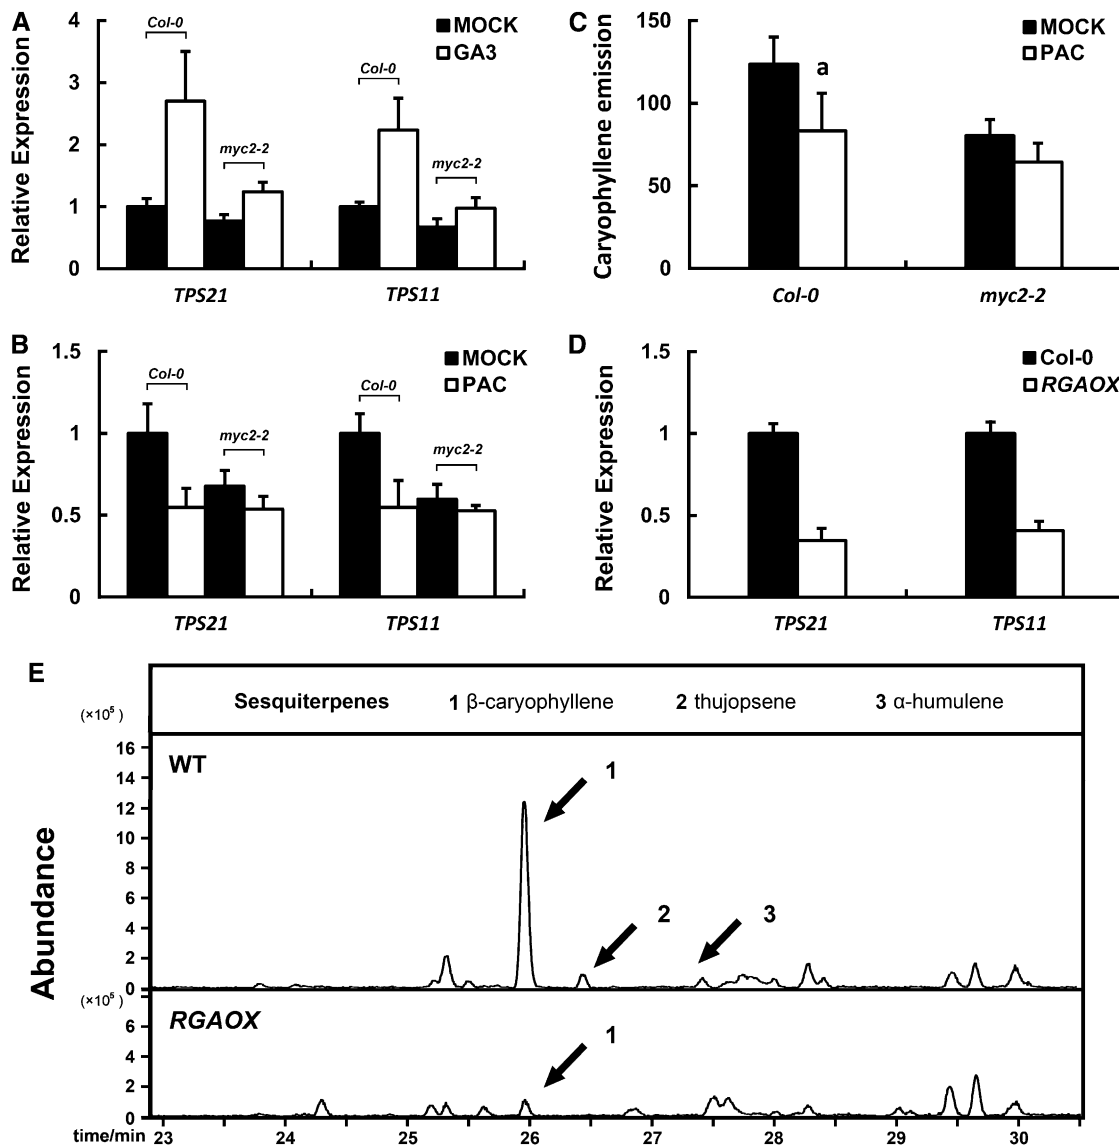 A
Relative Expression
4
3
2
1
0
Col-0
myc2-2
Col-0
myc2-2
MOCK
GA3
TPS21
TPS11
C
Caryophyllene emission
150
100
50
0
a
MOCK
PAC
Col-0
myc2-2
B
Relative Expression
1.5
1
0.5
0
Col-0
myc2-2
Col-0
myc2-2
MOCK
PAC
TPS21
TPS11
D
Relative Expression
1.5
1
0.5
0
Col-0
RGAOX
TPS21
TPS11
E
Sesquiterpenes 1 β-caryophyllene 2 thujopsene 3 α-humulene
(×10⁵)
Abundance
WT
16
14
12
10
8
6
4
2
0
1
2
3
(×10⁵)
RGAOX
6
4
2
0
1
time/min 23 24 25 26 27 28 29 30